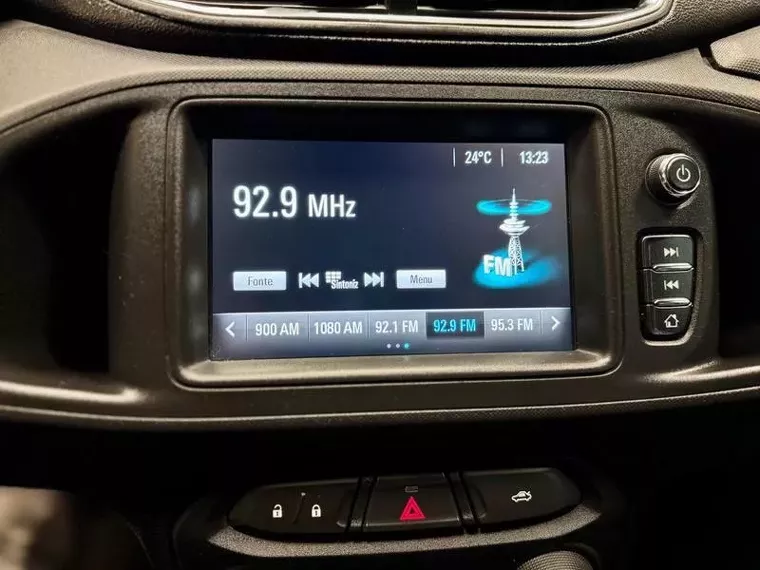 24°C 13:23
92.9 MHz
FM
Fonte Sintoniz Menu
900 AM 1080 AM 92.1 FM 92.9 FM 95.3 FM